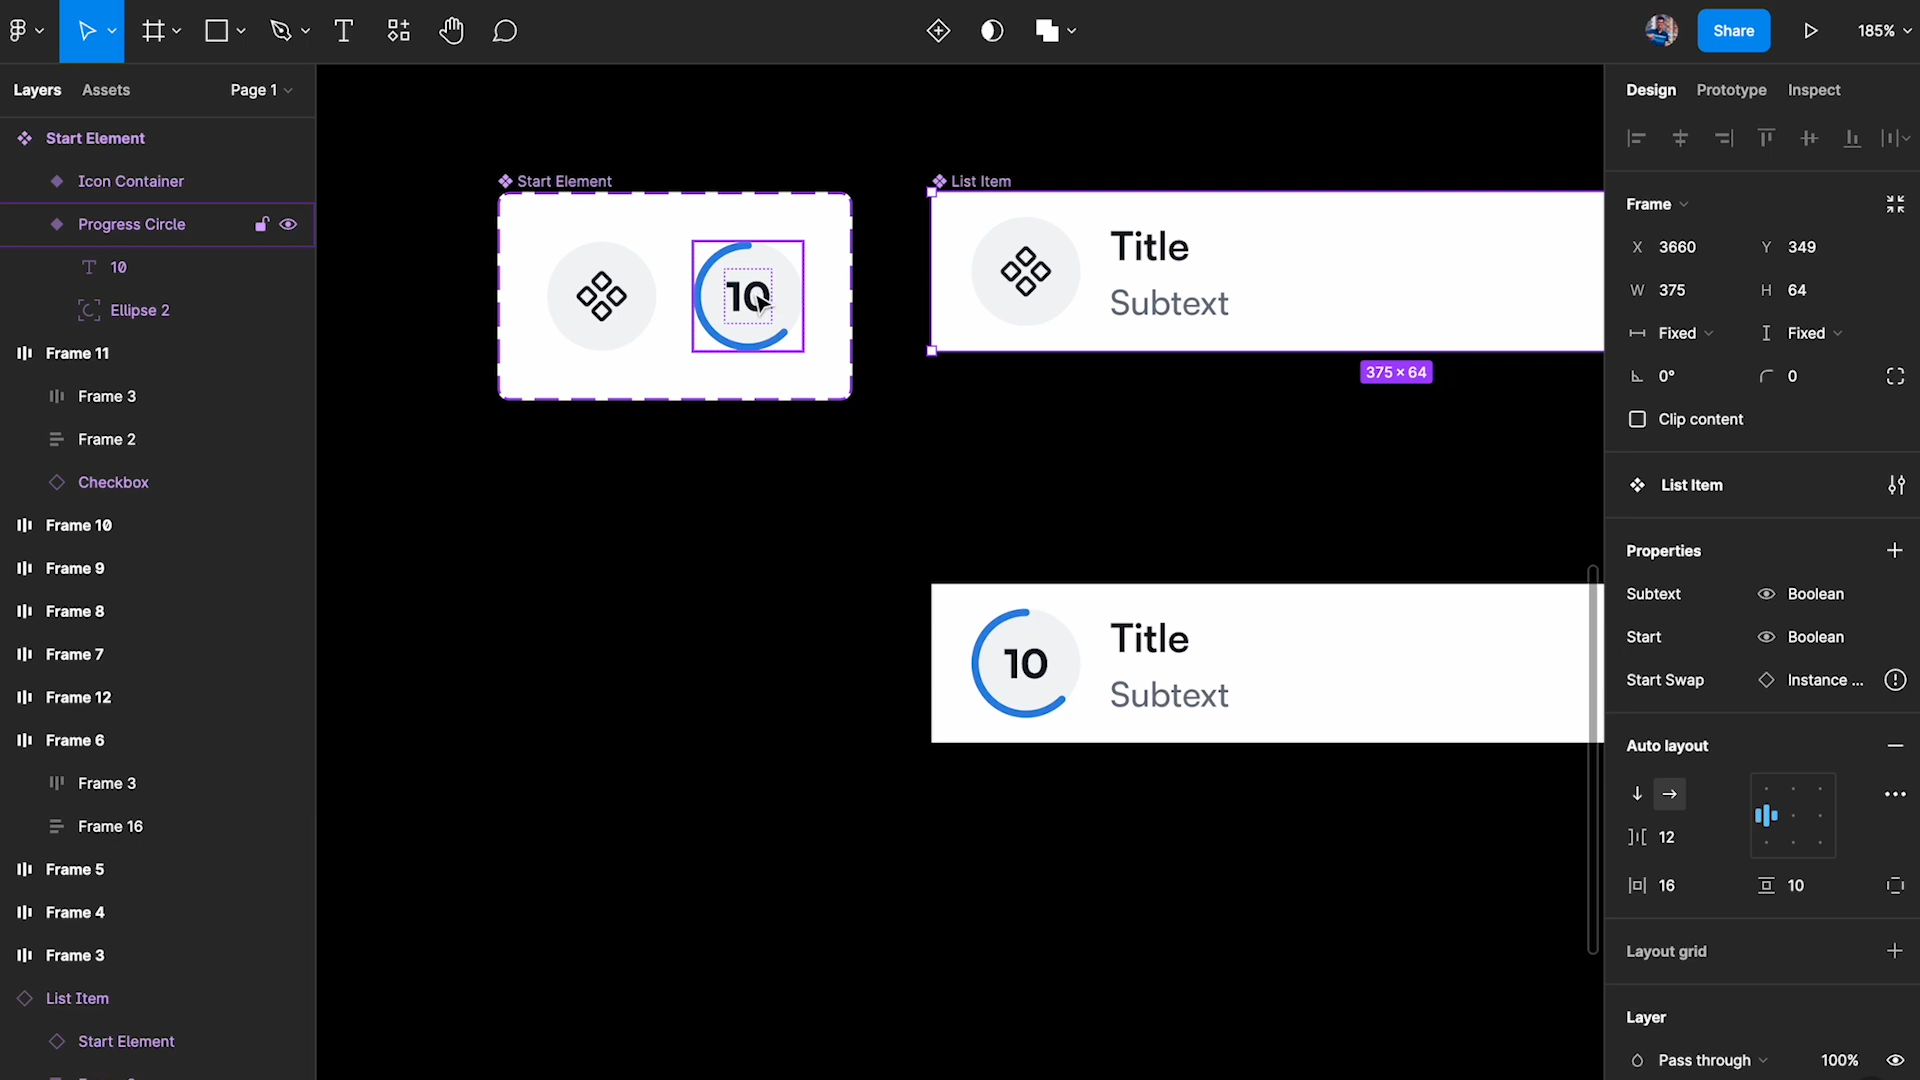 Share
185%
Layers
Assets
Page 1
Start Element
Icon Container
Progress Circle
10
Ellipse 2
Frame 11
Frame 3
Frame 2
Checkbox
Frame 10
Frame 9
Frame 8
Frame 7
Frame 12
Frame 6
Frame 3
Frame 16
Frame 5
Frame 4
Frame 3
List Item
Start Element
Start Element
10
List Item
Title
Subtext
375 × 64
10
Title
Subtext
Design
Prototype
Inspect
Frame
X 3660
Y 349
W 375
H 64
Fixed
Fixed
0°
0
Clip content
List Item
Properties
Subtext
Boolean
Start
Boolean
Start Swap
Instance ...
Auto layout
12
16
10
Layout grid
Layer
Pass through
100%